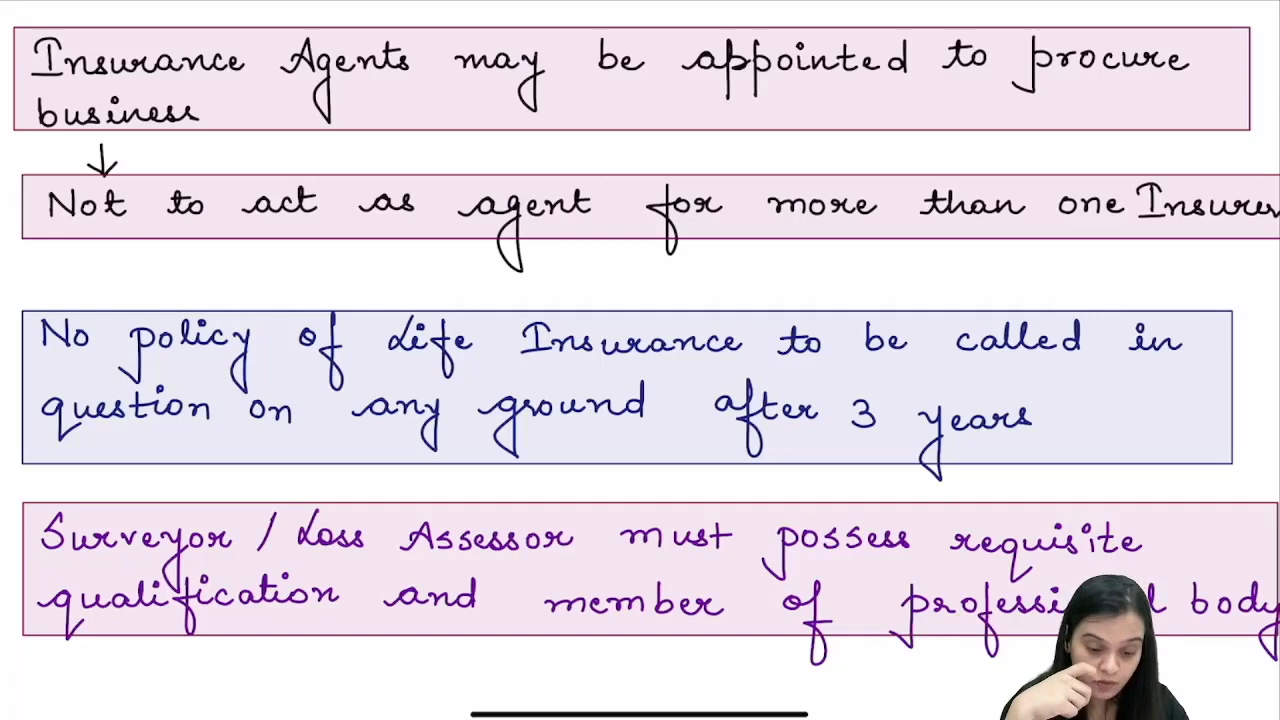 Insurance Agents may be appointed to procure
business
Not to act as agent for more than one Insurer
No policy of Life Insurance to be called in
question on any ground after 3 years
Surveyor / Loss Assessor must possess requisite
qualification and member of professional body